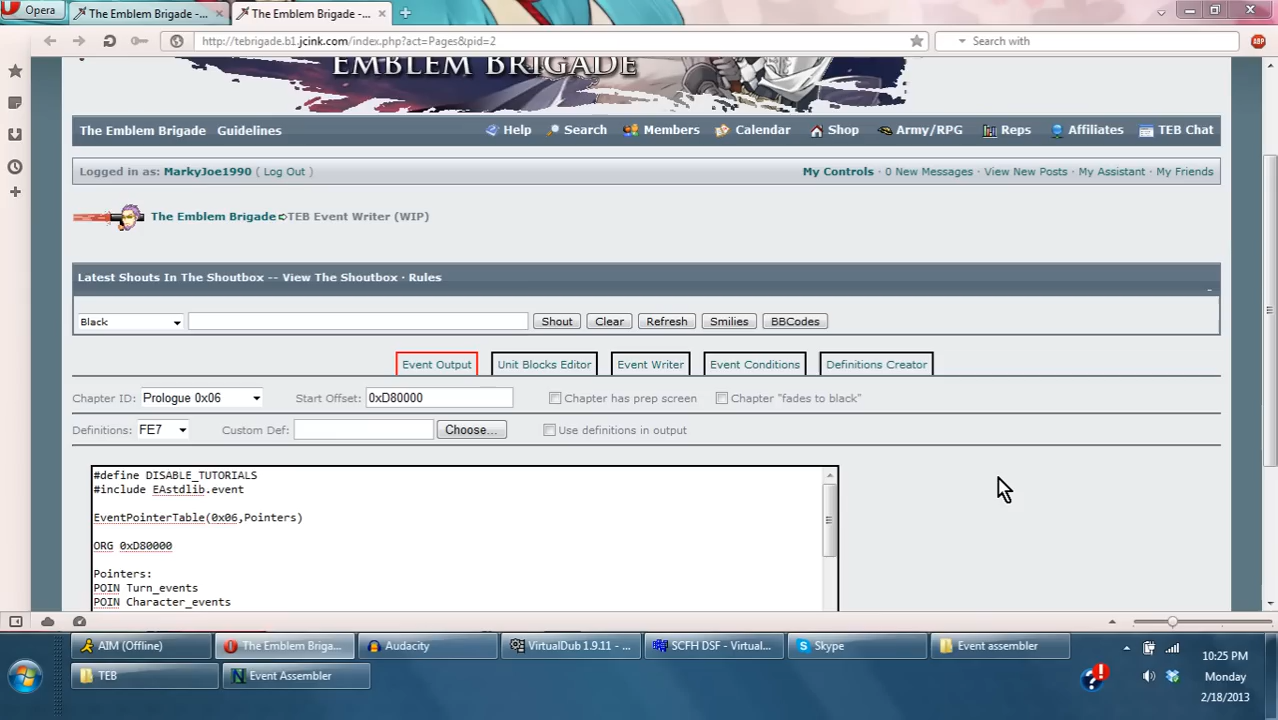 Opera
The Emblem Brigade -...
The Emblem Brigade -...
http://tebrigade.b1.jcink.com/index.php?act=Pages&pid=2
Search with
ABP
EMBLEM BRIGADE
The Emblem Brigade Guidelines Help Search Members Calendar Shop Army/RPG Reps Affiliates TEB Chat
Logged in as: MarkyJoe1990 ( Log Out ) My Controls · 0 New Messages · View New Posts · My Assistant · My Friends
The Emblem Brigade TEB Event Writer (WIP)
Latest Shouts In The Shoutbox -- View The Shoutbox · Rules
-
Black Shout Clear Refresh Smilies BBCodes
Event Output Unit Blocks Editor Event Writer Event Conditions Definitions Creator
Chapter ID: Prologue 0x06 Start Offset: 0xD80000 Chapter has prep screen Chapter "fades to black"
Definitions: FE7 Custom Def: Choose... Use definitions in output
#define DISABLE_TUTORIALS
#include EAstdlib.event
EventPointerTable(0x06,Pointers)
ORG 0xD80000
Pointers:
POIN Turn_events
POIN Character_events
AIM (Offline) The Emblem Briga... Audacity VirtualDub 1.9.11 - ... SCFH DSF - Virtual... Skype Event assembler
TEB Event Assembler
10:25 PM
Monday
2/18/2013